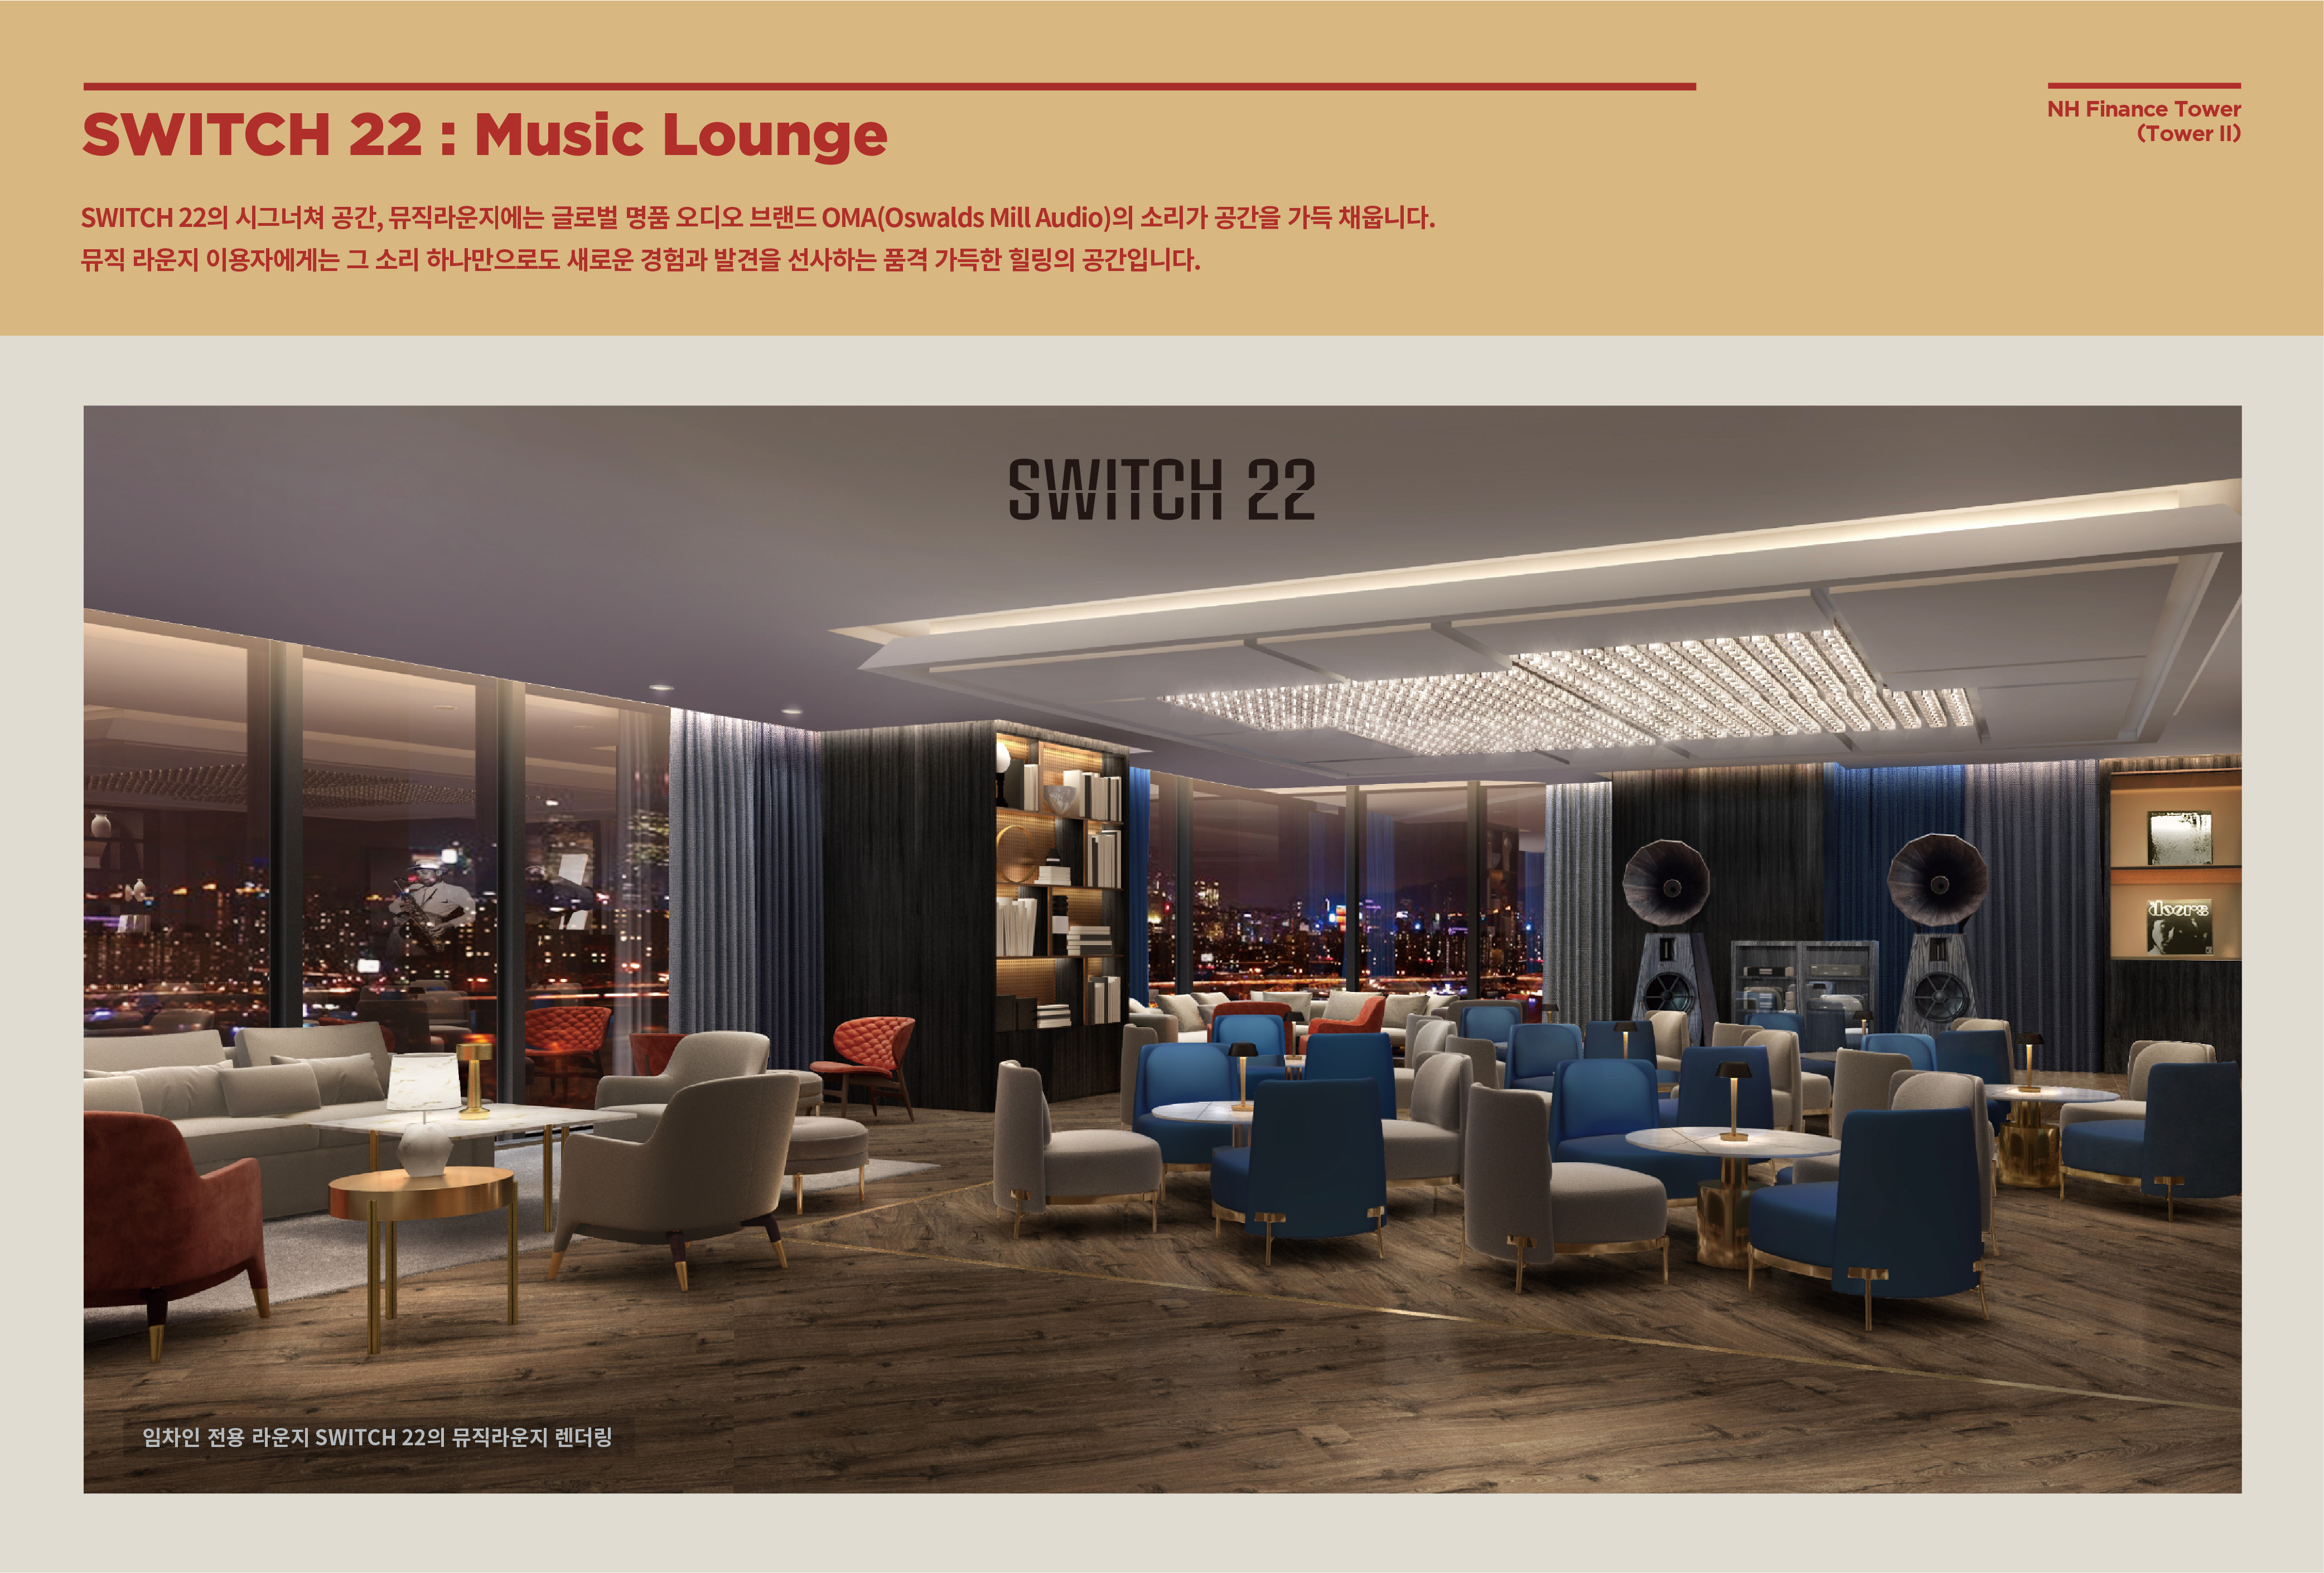 SWITCH 22 : Music Lounge
NH Finance Tower
(Tower II)
SWITCH 22의 시그너쳐 공간, 뮤직라운지에는 글로벌 명품 오디오 브랜드 OMA(Oswalds Mill Audio)의 소리가 공간을 가득 채웁니다.
뮤직 라운지 이용자에게는 그 소리 하나만으로도 새로운 경험과 발견을 선사하는 품격 가득한 힐링의 공간입니다.
SWITCH 22
doors
임차인 전용 라운지 SWITCH 22의 뮤직라운지 렌더링